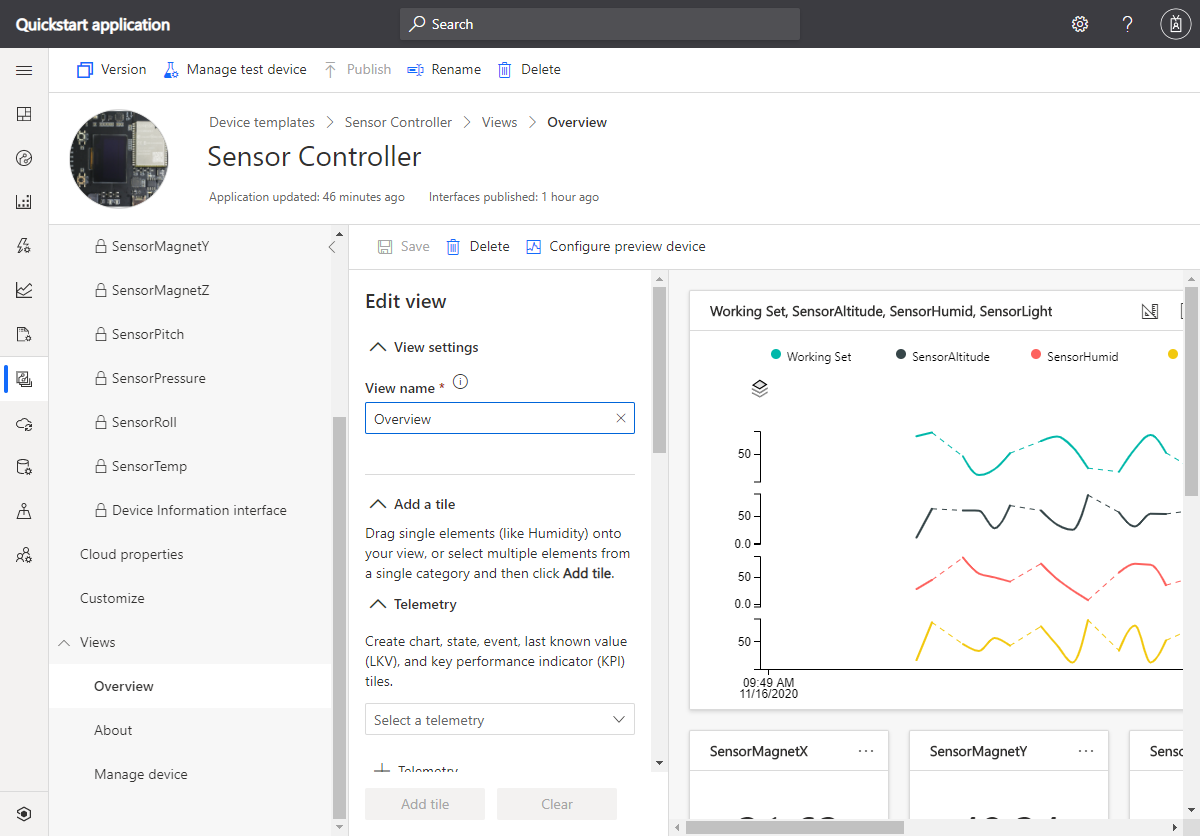 Quickstart application
Search
?
Version
Manage test device
Publish
Rename
Delete
Device templates > Sensor Controller > Views > Overview
Sensor Controller
Application updated: 46 minutes ago
Interfaces published: 1 hour ago
SensorMagnetY
SensorMagnetZ
SensorPitch
SensorPressure
SensorRoll
SensorTemp
Device Information interface
Cloud properties
Customize
Views
Overview
About
Manage device
Save
Delete
Configure preview device
Edit view
View settings
View name *
Overview
Add a tile
Drag single elements (like Humidity) onto
your view, or select multiple elements from
a single category and then click Add tile.
Telemetry
Create chart, state, event, last known value
(LKV), and key performance indicator (KPI)
tiles.
Select a telemetry
Telemetry
Add tile
Clear
Working Set, SensorAltitude, SensorHumid, SensorLight
Working Set
SensorAltitude
SensorHumid
50
50
0.0
50
0.0
50
09:49 AM
11/16/2020
SensorMagnetX
SensorMagnetY